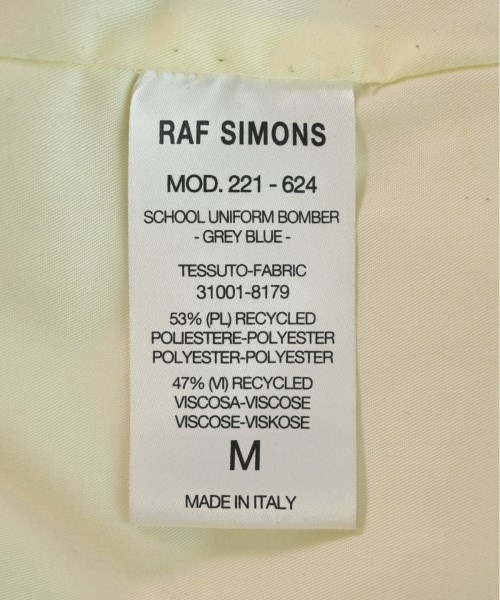 RAF SIMONS
MOD. 221 - 624
SCHOOL UNIFORM BOMBER
- GREY BLUE -
TESSUTO-FABRIC
31001-8179
53% (PL) RECYCLED
POLIESTERE-POLYESTER
POLYESTER-POLYESTER
47% (VI) RECYCLED
VISCOSA-VISCOSE
VISCOSE-VISKOSE
M
MADE IN ITALY